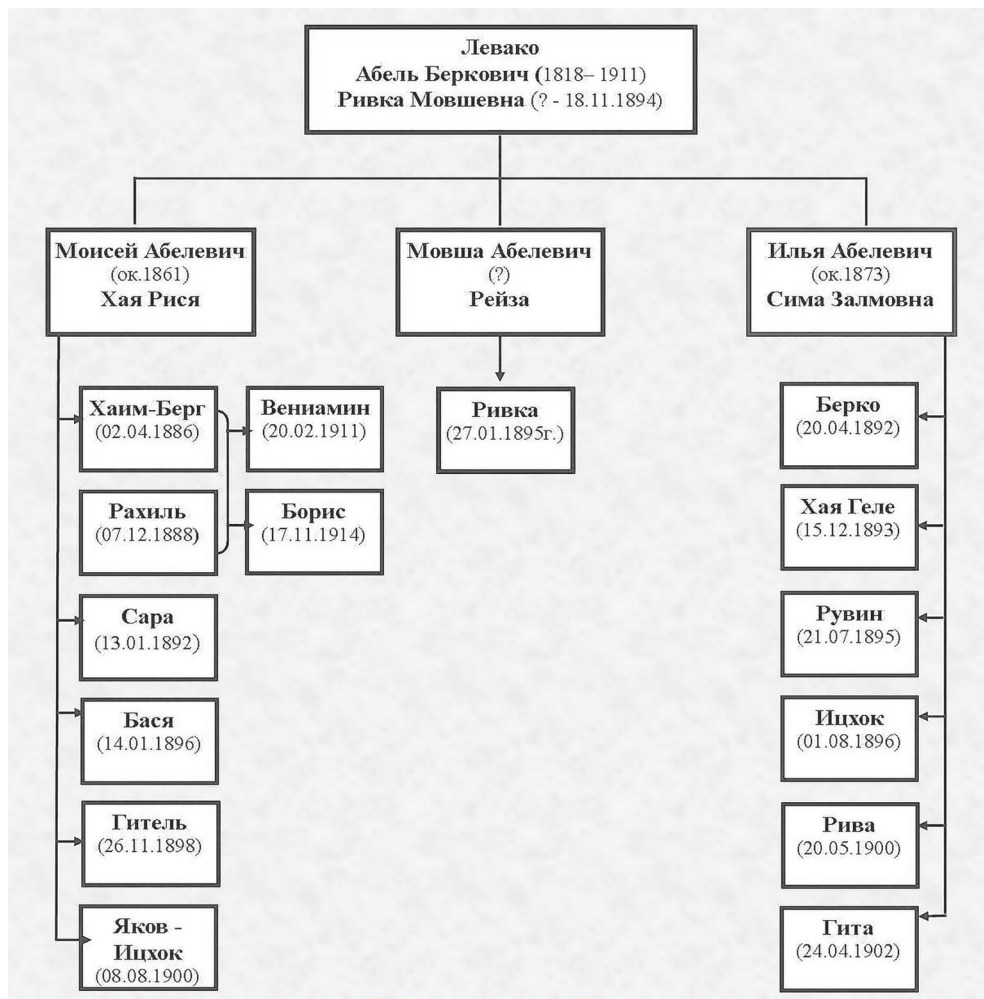 Левако
Абель Беркович (1818– 1911)
Ривка Мовшевна (? - 18.11.1894)
Моисей Абелевич
(ок.1861)
Хая Рися
Мовша Абелевич
(?)
Рейза
Илья Абелевич
(ок.1873)
Сима Залмовна
Хаим-Берг
(02.04.1886)
Вениамин
(20.02.1911)
Рахиль
(07.12.1888)
Борис
(17.11.1914)
Сара
(13.01.1892)
Бася
(14.01.1896)
Гитель
(26.11.1898)
Яков -
Ицхок
(08.08.1900)
Ривка
(27.01.1895г.)
Берко
(20.04.1892)
Хая Геле
(15.12.1893)
Рувин
(21.07.1895)
Ицхок
(01.08.1896)
Рива
(20.05.1900)
Гита
(24.04.1902)